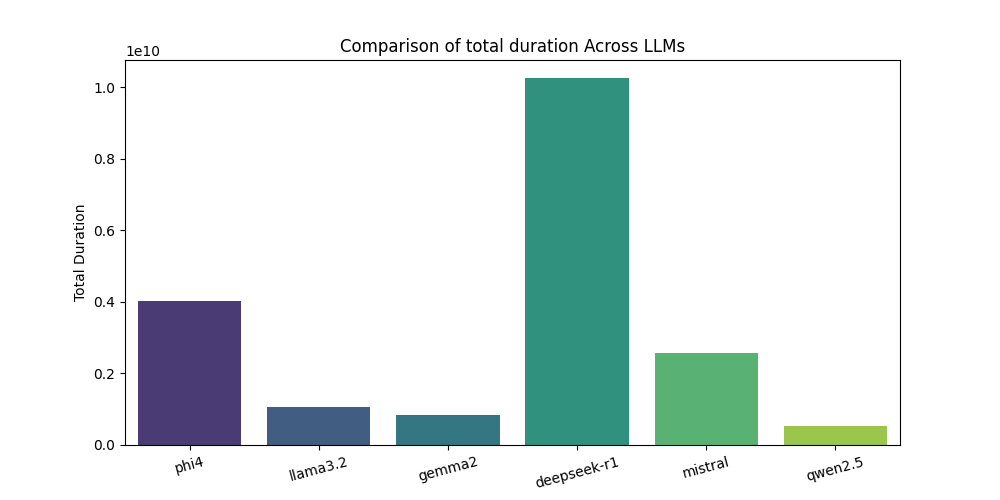 Comparison of total duration Across LLMs
1e10
1.0
0.8
0.6
0.4
0.2
0.0
Total Duration
phi4 llama3.2 gemma2 deepseek-r1 mistral qwen2.5